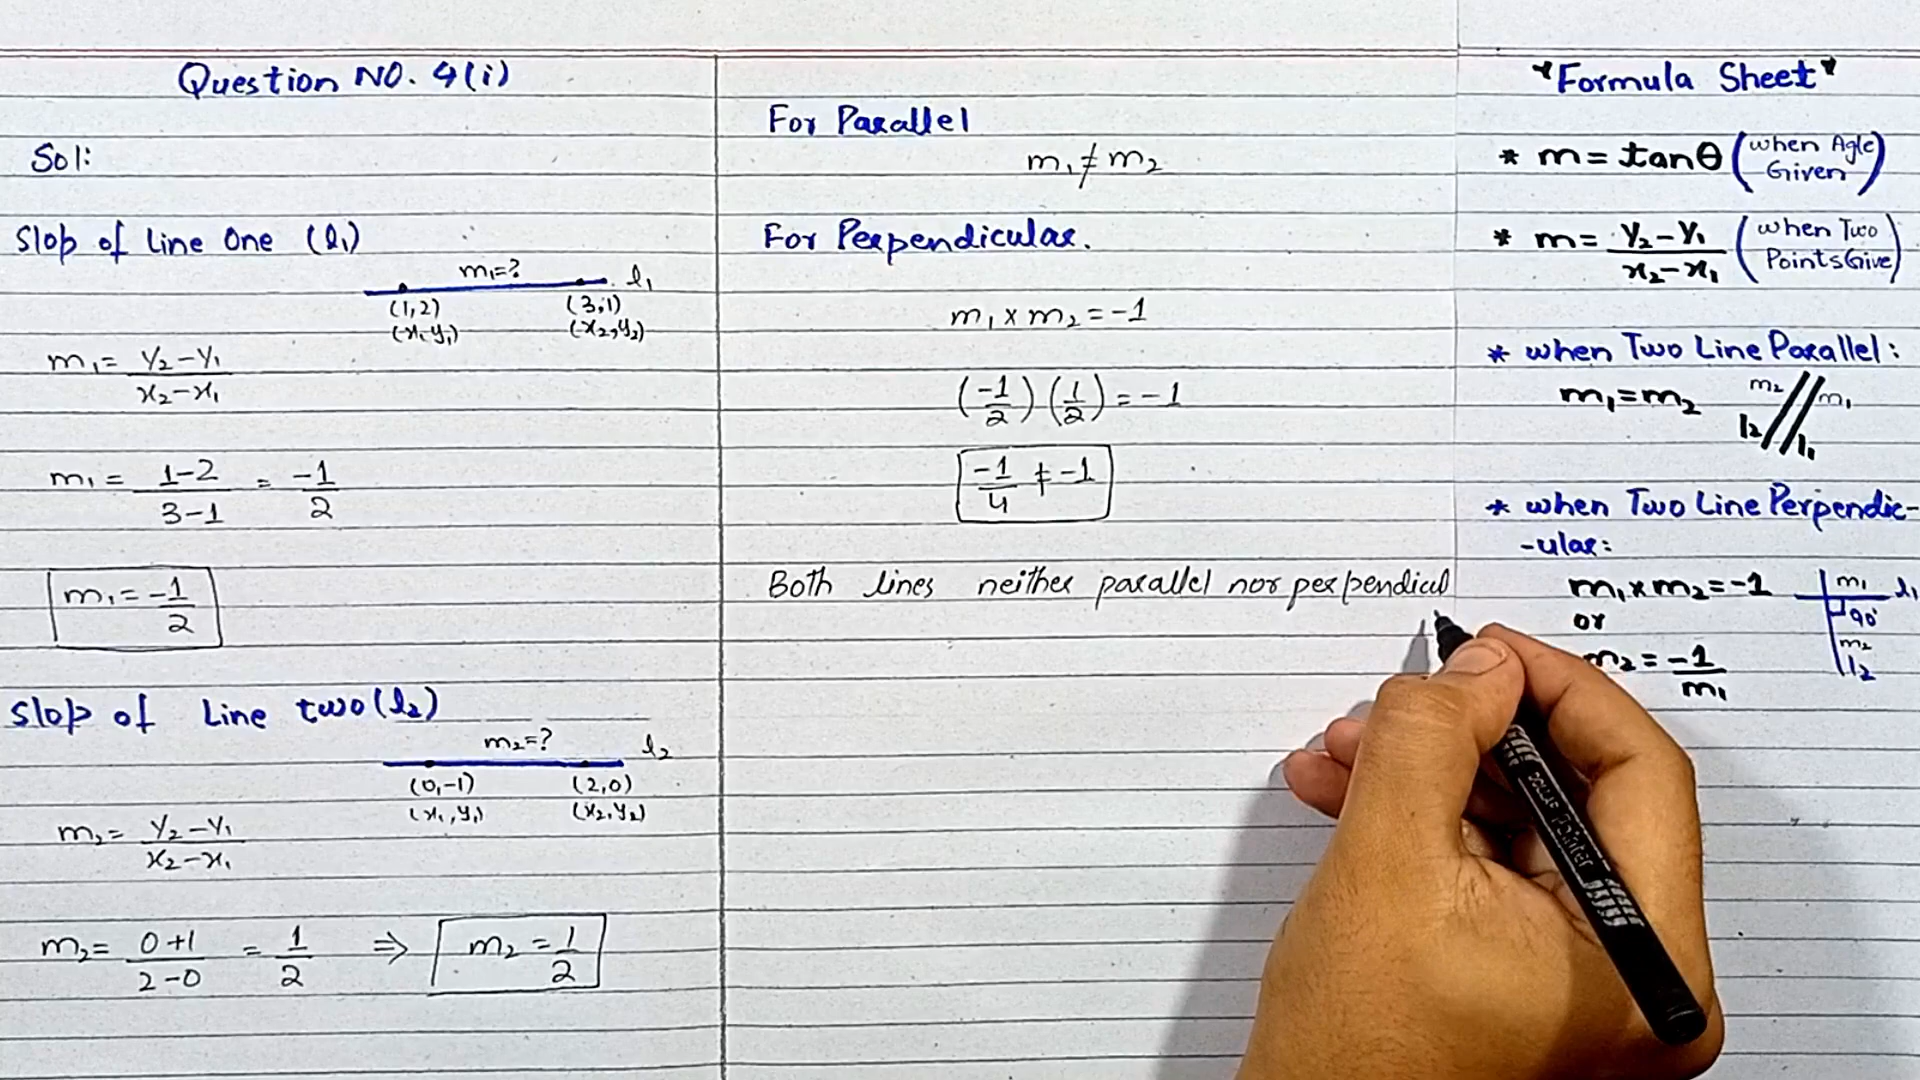 Question NO. 4(i)
Sol:
Slop of Line One (l₁)
m₁=? l₁
(1,2) (3,1)
(x₁,y₁) (x₂,y₂)
m₁= y₂-y₁ / x₂-x₁
m₁ = 1-2 / 3-1 = -1/2
m₁ = -1/2
Slop of Line two (l₂)
m₂=? l₂
(0,-1) (2,0)
(x₁,y₁) (x₂,y₂)
m₂= y₂-y₁ / x₂-x₁
m₂= 0+1 / 2-0 = 1/2 ⇒ m₂ = 1/2
For Parallel
m₁ ≠ m₂
For Perpendicular.
m₁ x m₂ = -1
(-1/2) (1/2) = -1
-1/4 ≠ -1
Both lines neither parallel nor perpendicul
"Formula Sheet"
* m = tanθ (when Agle Given)
* m = y₂-y₁ / x₂-x₁ (when Two Points Give)
* when Two Line Parallel:
m₁=m₂ m₂ m₁
l₂ l₁
* when Two Line Perpendic-
-ular:
m₁ x m₂ = -1 m₁ l₁
or 90°
m₂ = -1/m₁ m₂
l₂
DOLLAR Pointer